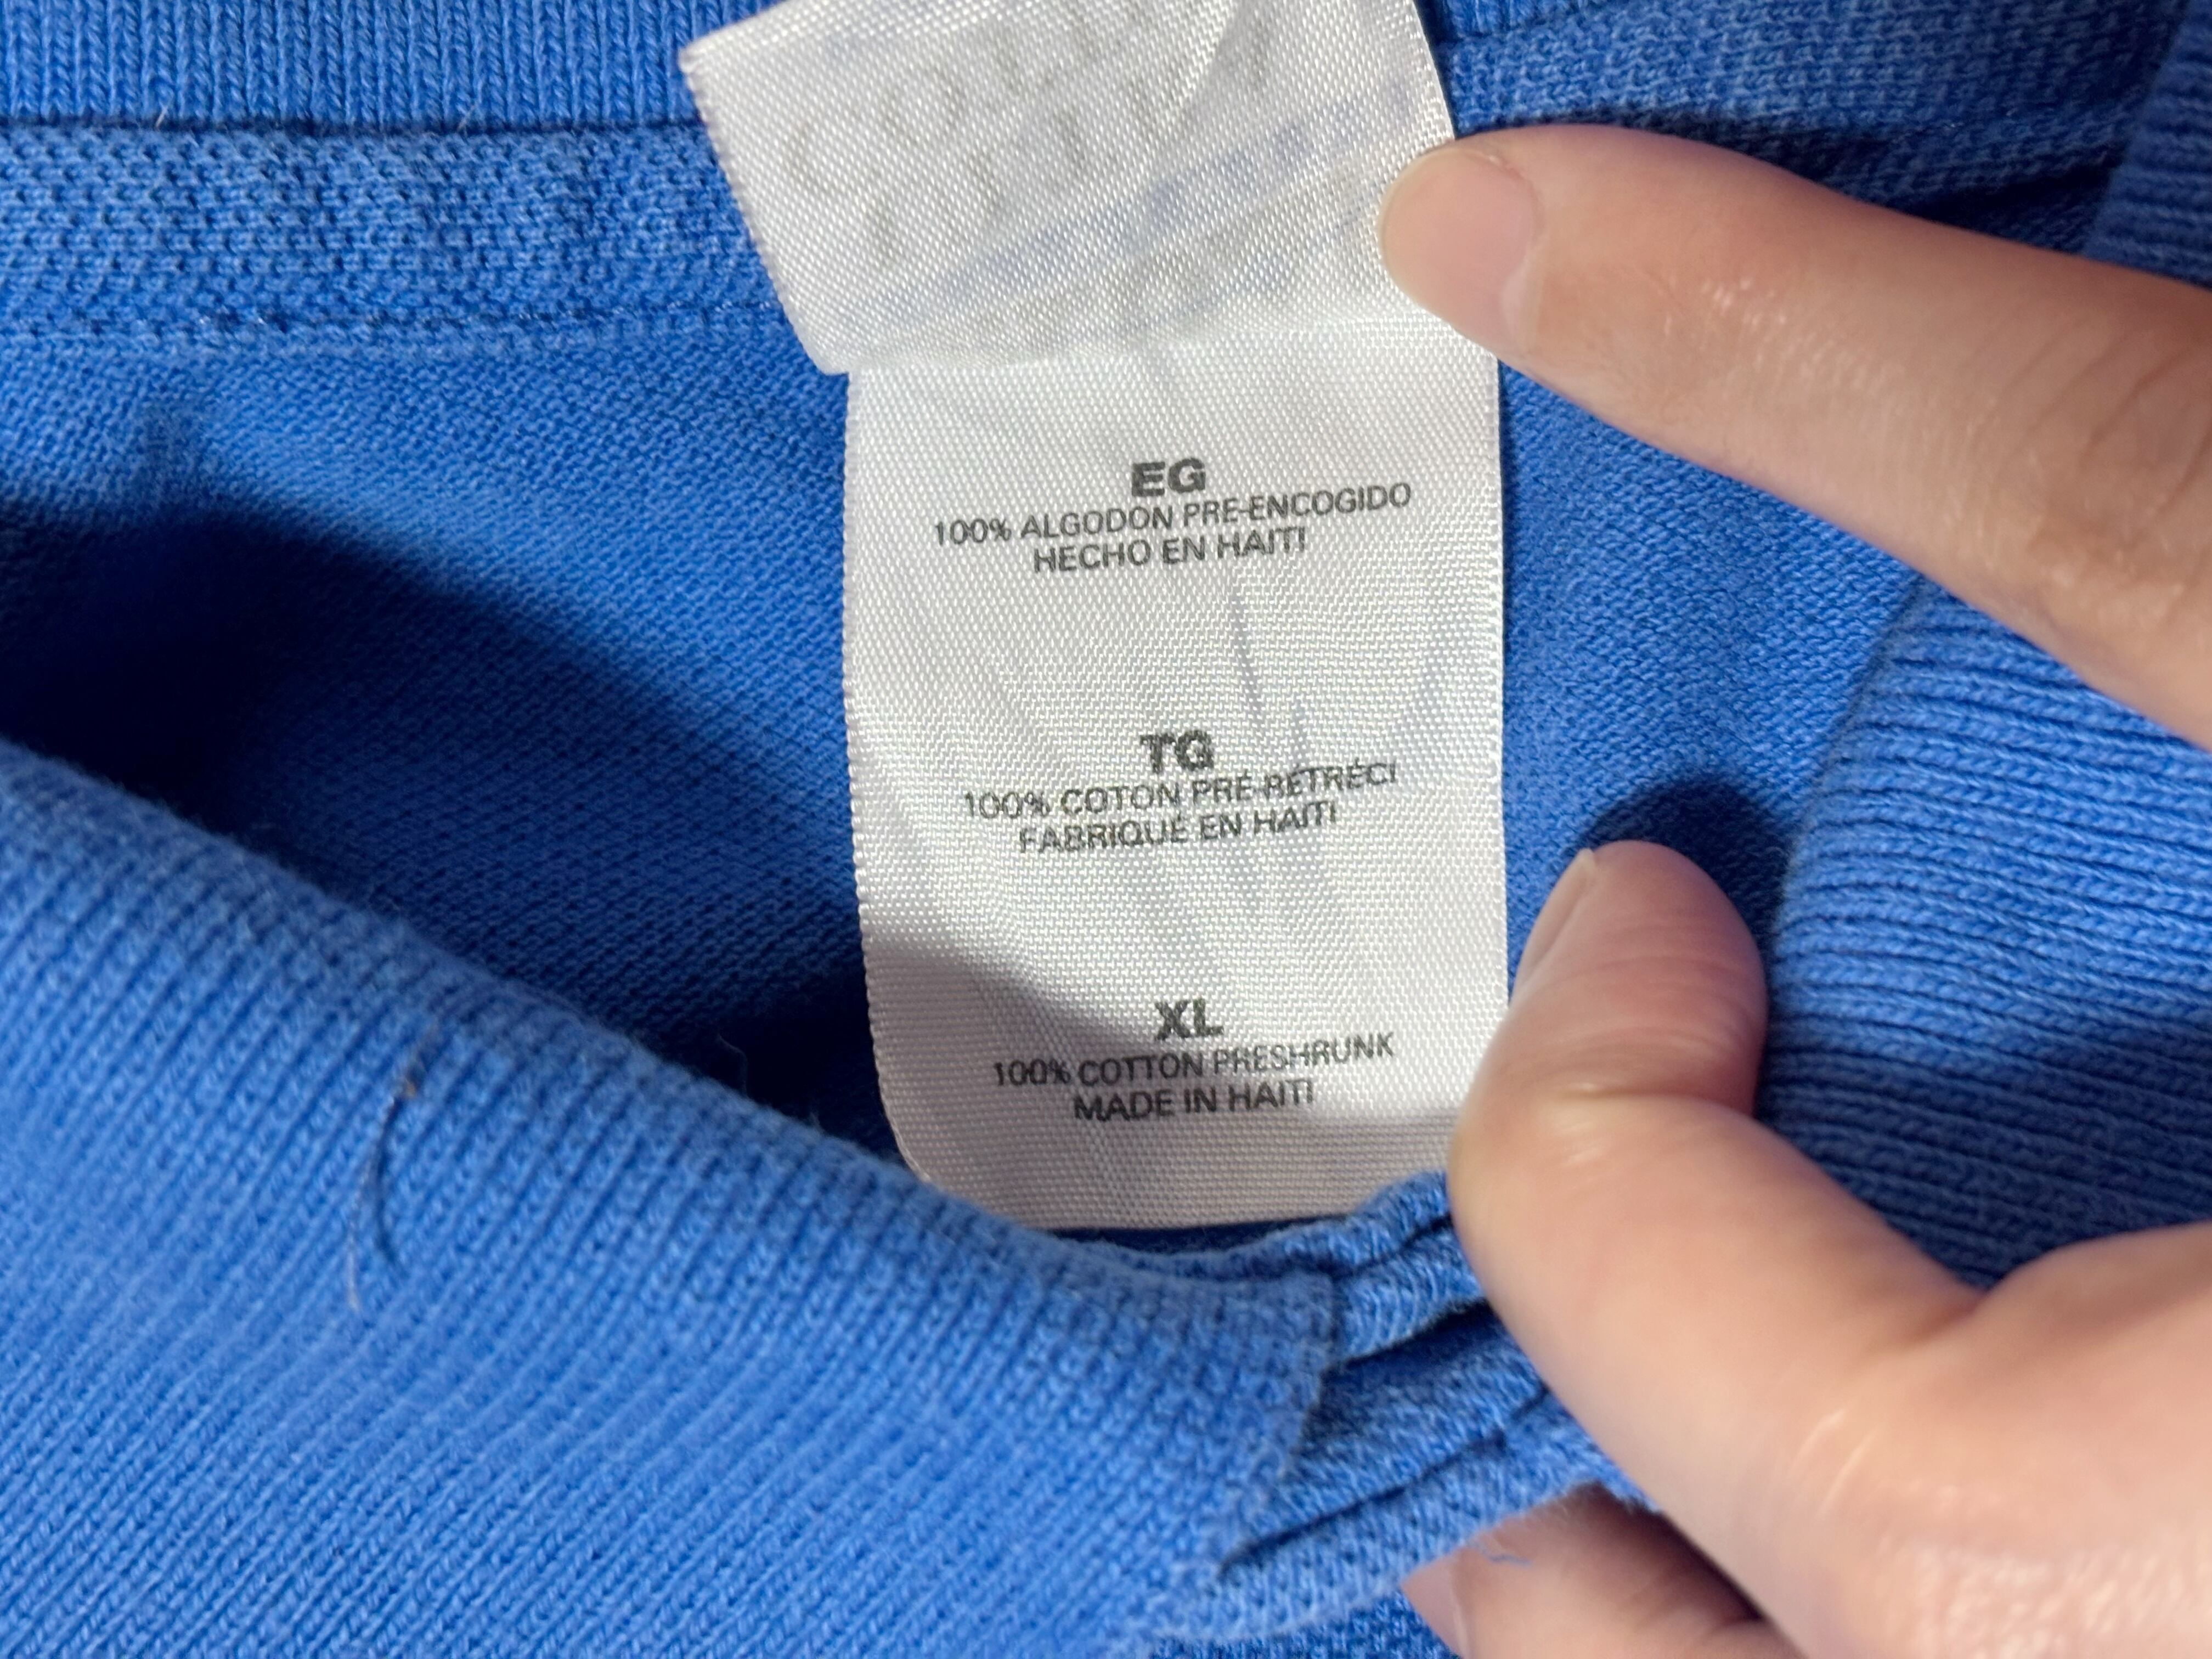 EG
100% ALGODON PRE-ENCOGIDO
HECHO EN HAITI
TG
100% COTON PRÉ-RÉTRÉCI
FABRIQUÉ EN HAITI
XL
100% COTTON PRESHRUNK
MADE IN HAITI